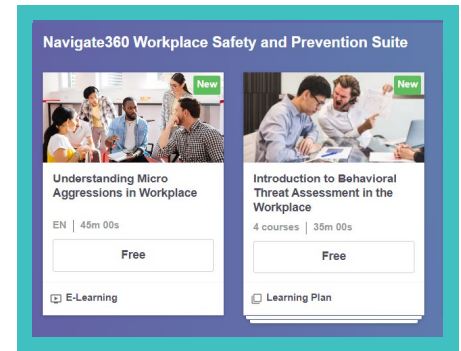 Navigate360 Workplace Safety and Prevention Suite
New
Understanding Micro
Aggressions in Workplace
EN | 45m 00s
Free
E-Learning
New
Introduction to Behavioral
Threat Assessment in the
Workplace
4 courses | 35m 00s
Free
Learning Plan